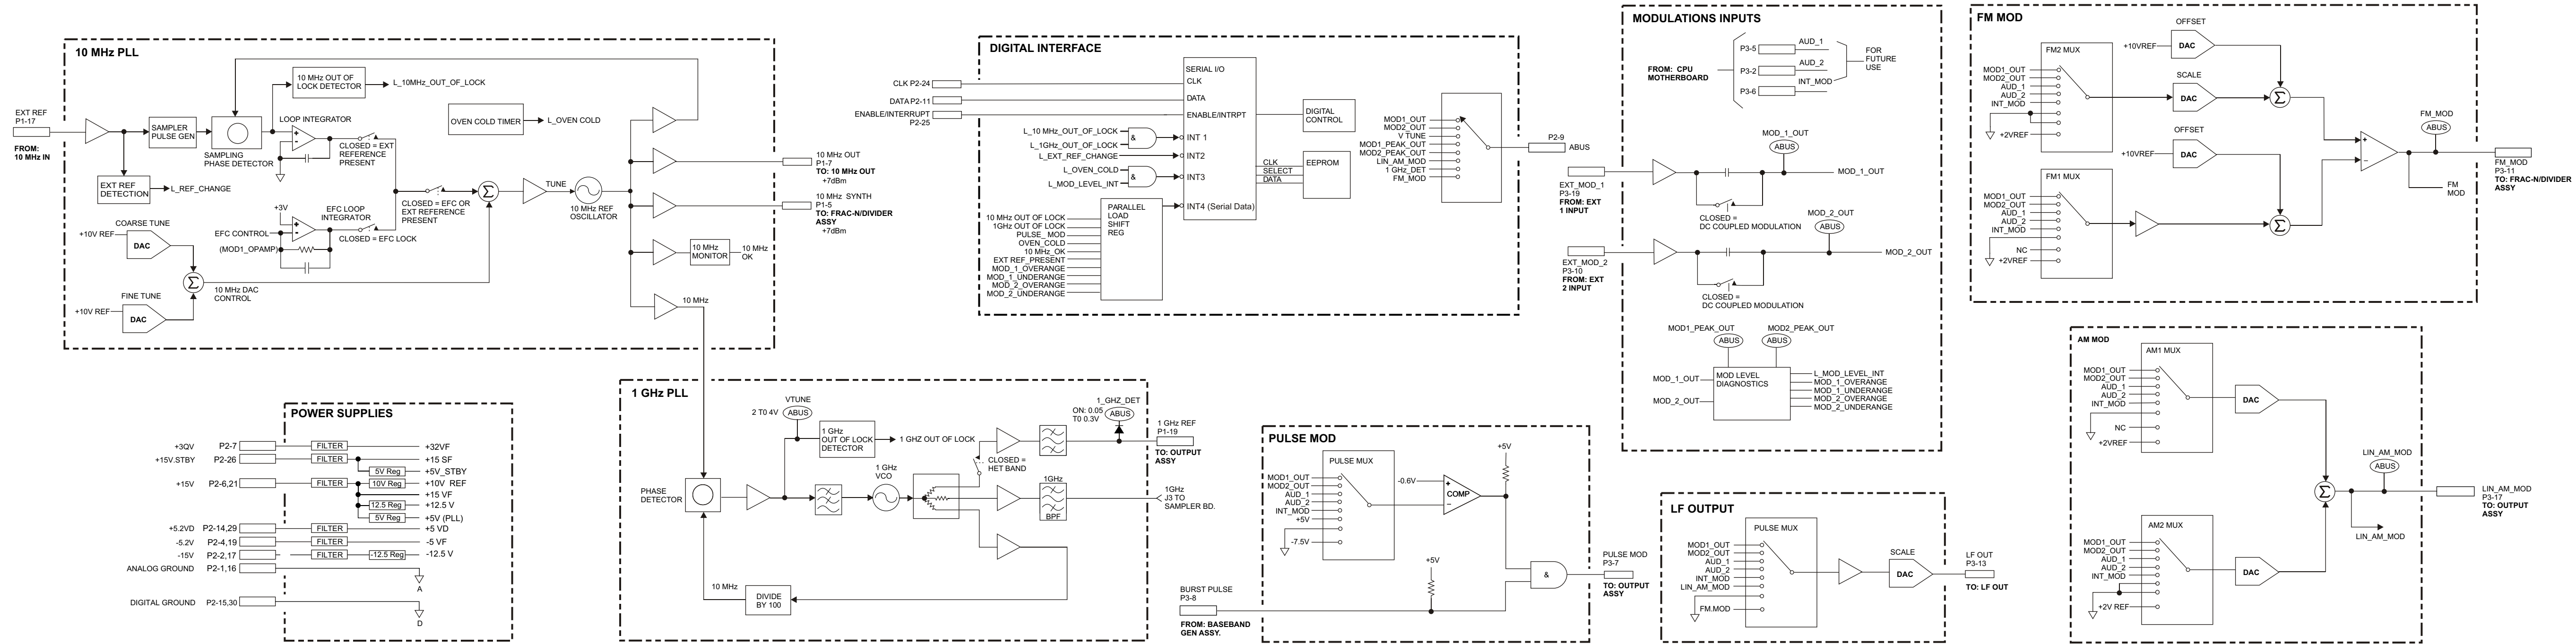 10 MHz PLL
EXT REF
P1-17
FROM:
10 MHz IN
SAMPLER
PULSE GEN
SAMPLING
PHASE DETECTOR
10 MHz OUT OF
LOCK DETECTOR
L_10MHz_OUT_OF_LOCK
LOOP INTEGRATOR
+
-
CLOSED = EXT
REFERENCE
PRESENT
OVEN COLD TIMER
L_OVEN COLD
EXT REF
DETECTION
L_REF_CHANGE
COARSE TUNE
+10V REF
DAC
FINE TUNE
+10V REF
DAC
Σ
10 MHz DAC
CONTROL
+3V
EFC LOOP
INTEGRATOR
EFC CONTROL
(MOD1_OPAMP)
+
-
CLOSED = EFC LOCK
CLOSED = EFC OR
EXT REFERENCE
PRESENT
Σ
TUNE
10 MHz REF
OSCILLATOR
10 MHz OUT
P1-7
TO: 10 MHz OUT
+7dBm
10 MHz  SYNTH
P1-5
TO: FRAC-N/DIVIDER
ASSY
+7dBm
10 MHz
MONITOR
10 MHz
OK
10 MHz
POWER SUPPLIES
+3QV
P2-7
FILTER
+32VF
+15V.STBY
P2-26
FILTER
+15 SF
5V Reg
+5V_STBY
+15V
P2-6,21
FILTER
10V Reg
+10V  REF
+15 VF
12.5 Reg
+12.5 V
5V Reg
+5V (PLL)
+5.2VD
P2-14,29
FILTER
+5 VD
-5.2V
P2-4,19
FILTER
-5 VF
-15V
P2-2,17
FILTER
-12.5 Reg
-12.5 V
ANALOG GROUND
P2-1,16
A
DIGITAL GROUND
P2-15,30
D
1 GHz PLL
PHASE
DETECTOR
VTUNE
2 T0 4V
ABUS
1 GHz
OUT OF LOCK
DETECTOR
1 GHZ OUT OF LOCK
1 GHz
VCO
CLOSED =
HET BAND
1_GHZ_DET
ON: 0.05
T0 0.3V
ABUS
1 GHz REF
P1-19
TO: OUTPUT
ASSY
1GHz
BPF
1GHz
J3 TO
SAMPLER BD.
10 MHz
DIVIDE
BY 100
DIGITAL INTERFACE
CLK P2-24
DATA P2-11
ENABLE/INTERRUPT
P2-25
SERIAL I/O
CLK
DATA
ENABLE/INTRPT
INT 1
INT2
INT3
INT4 (Serial Data)
L_10 MHz_OUT_OF_LOCK
L_1GHz_OUT_OF_LOCK
&
L_EXT_REF_CHANGE
L_OVEN_COLD
L_MOD_LEVEL_INT
&
PARALLEL
LOAD
SHIFT
REG
10 MHz OUT OF LOCK
1GHz OUT OF LOCK
PULSE_ MOD
OVEN_COLD
10 MHz_OK
EXT REF_PRESENT
MOD_1_OVERANGE
MOD_1_UNDERANGE
MOD_2_OVERANGE
MOD_2_UNDERANGE
DIGITAL
CONTROL
EEPROM
CLK
SELECT
DATA
MOD1_OUT
MOD2_OUT
V TUNE
MOD1_PEAK_OUT
MOD2_PEAK_OUT
LIN_AM_MOD
1 GHz_DET
FM_MOD
P2-9
ABUS
PULSE MOD
PULSE MUX
MOD1_OUT
MOD2_OUT
AUD_1
AUD_2
INT_MOD
+5V
-7.5V
-0.6V
+
COMP
−
+5V
+5V
&
BURST PULSE
P3-8
FROM: BASEBAND
GEN ASSY.
PULSE MOD
P3-7
TO: OUTPUT
ASSY
MODULATIONS INPUTS
FROM:  CPU
MOTHERBOARD
P3-5
AUD_1
P3-2
AUD_2
P3-6
INT_MOD
FOR
FUTURE
USE
EXT_MOD_1
P3-19
FROM: EXT
1 INPUT
MOD_1_OUT
ABUS
MOD_1_OUT
CLOSED =
DC COUPLED MODULATION
EXT_MOD_2
P3-10
FROM: EXT
2 INPUT
MOD_2_OUT
ABUS
MOD_2_OUT
CLOSED =
DC COUPLED MODULATION
MOD1_PEAK_OUT
ABUS
MOD2_PEAK_OUT
ABUS
MOD_1_OUT
MOD_2_OUT
MOD LEVEL
DIAGNOSTICS
L_MOD_LEVEL_INT
MOD_1_OVERANGE
MOD_1_UNDERANGE
MOD_2_OVERANGE
MOD_2_UNDERANGE
LF OUTPUT
PULSE MUX
MOD1_OUT
MOD2_OUT
AUD_1
AUD_2
INT_MOD
LIN_AM_MOD
FM.MOD
SCALE
DAC
LF OUT
P3-13
TO: LF OUT
FM MOD
FM2 MUX
MOD1_OUT
MOD2_OUT
AUD_1
AUD_2
INT_MOD
+2VREF
OFFSET
+10VREF
DAC
SCALE
DAC
Σ
OFFSET
+10VREF
DAC
FM1 MUX
MOD1_OUT
MOD2_OUT
AUD_1
AUD_2
INT_MOD
NC
+2VREF
Σ
+
−
FM_MOD
ABUS
FM
MOD
FM_MOD
P3-11
TO: FRAC-N/DIVIDER
ASSY
AM MOD
AM1 MUX
MOD1_OUT
MOD2_OUT
AUD_1
AUD_2
INT_MOD
NC
+2VREF
DAC
AM2 MUX
MOD1_OUT
MOD2_OUT
AUD_1
AUD_2
INT_MOD
+2V REF
DAC
Σ
LIN_AM_MOD
ABUS
LIN_AM_MOD
LIN_AM_MOD
P3-17
TO: OUTPUT
ASSY